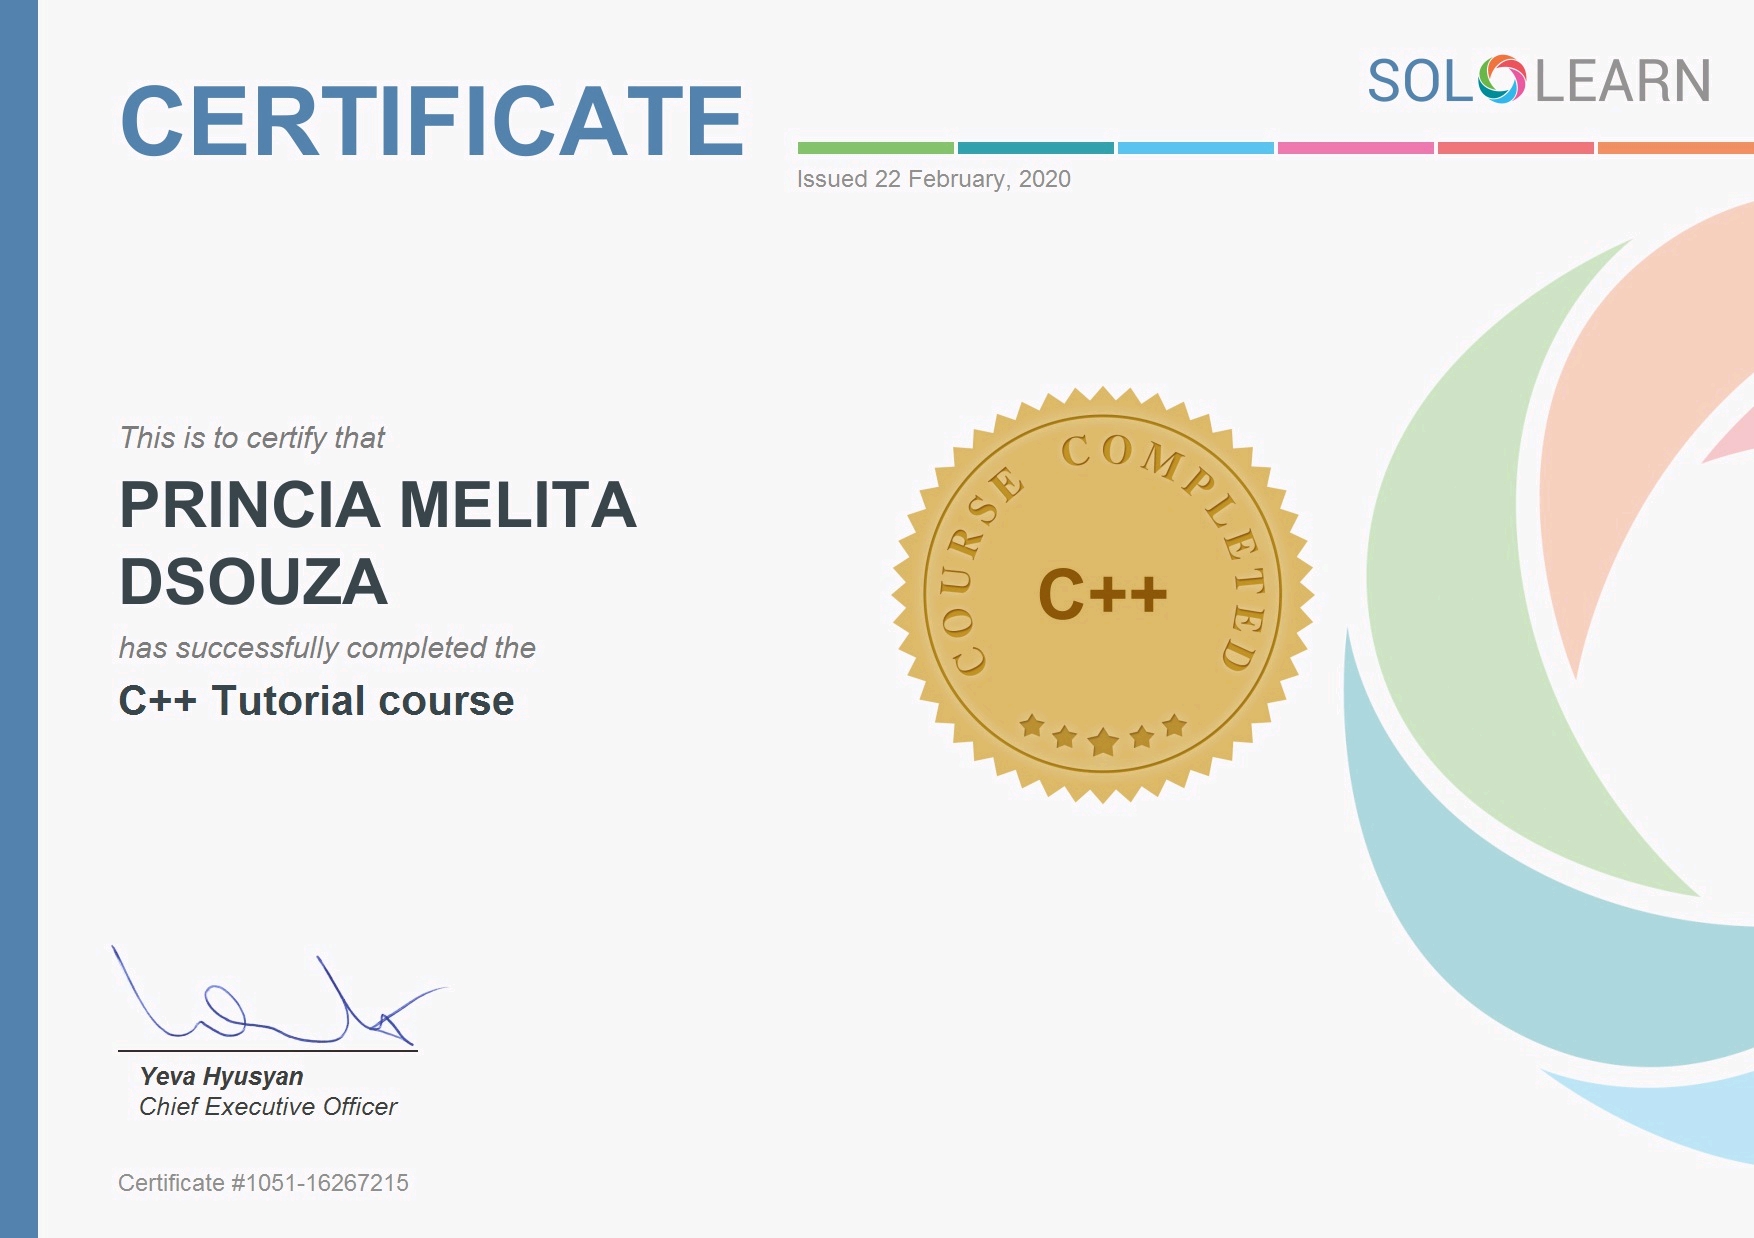 SOLOLEARN
CERTIFICATE
Issued 22 February, 2020
This is to certify that
PRINCIA MELITA
DSOUZA
has successfully completed the
C++ Tutorial course
COURSE COMPLETED
C++
Yeva Hyusyan
Chief Executive Officer
Certificate #1051-16267215